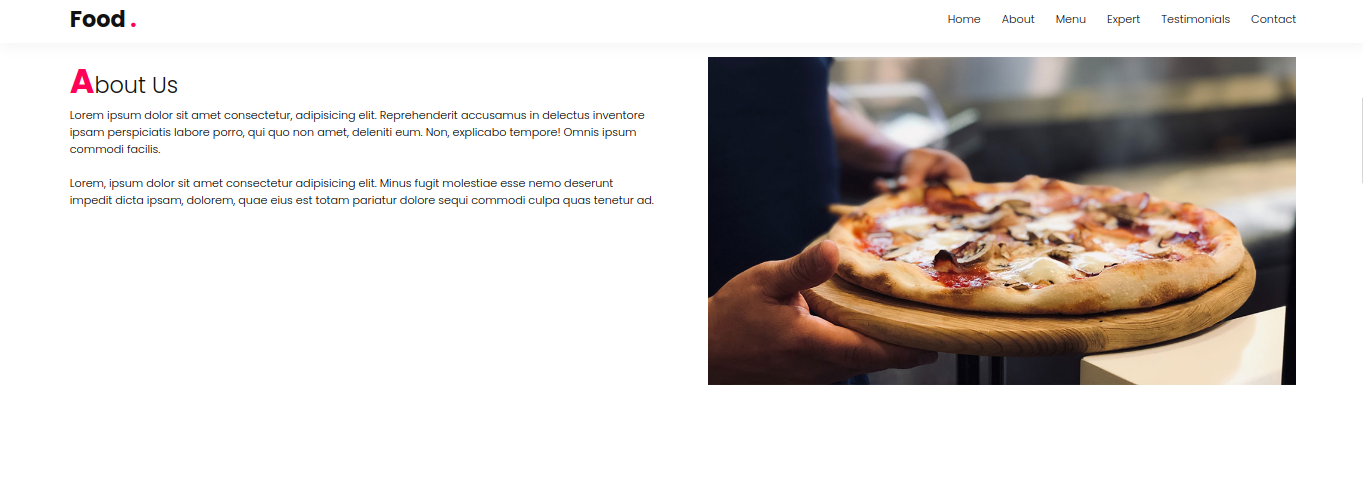 Food .
Home About Menu Expert Testimonials Contact
About Us
Lorem ipsum dolor sit amet consectetur, adipisicing elit. Reprehenderit accusamus in delectus inventore
ipsam perspiciatis labore porro, qui quo non amet, deleniti eum. Non, explicabo tempore! Omnis ipsum
commodi facilis.
Lorem, ipsum dolor sit amet consectetur adipisicing elit. Minus fugit molestiae esse nemo deserunt
impedit dicta ipsam, dolorem, quae eius est totam pariatur dolore sequi commodi culpa quas tenetur ad.